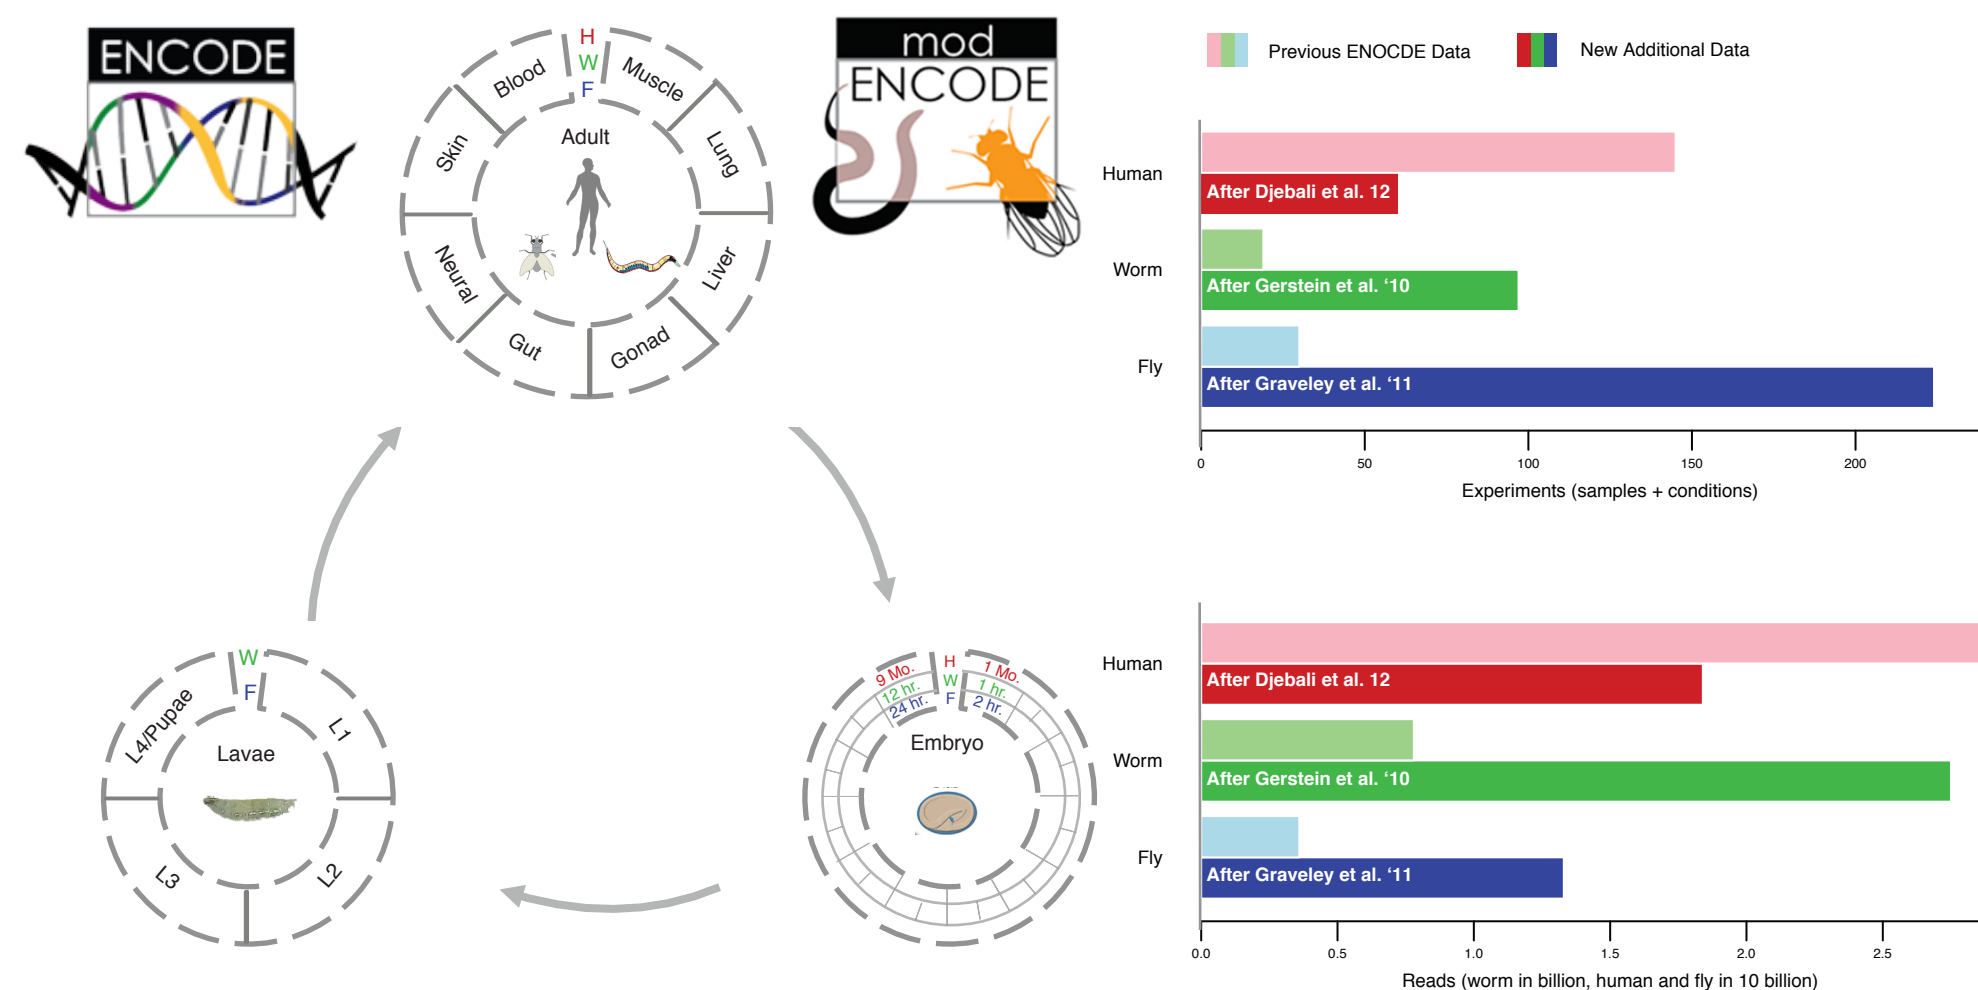 ENCODE
H
W
F
Blood
Muscle
Skin
Lung
Adult
Neural
Liver
Gut
Gonad
mod
ENCODE
Previous ENOCDE Data
New Additional Data
Human
After Djebali et al. 12
Worm
After Gerstein et al. ‘10
Fly
After Graveley et al. ‘11
0
50
100
150
200
Experiments (samples + conditions)
W
F
L4/Pupae
L1
Lavae
L3
L2
9 Mo.
H
1 Mo.
12 hr.
W
1 hr.
24 hr.
F
2 hr.
Embryo
Human
After Djebali et al. 12
Worm
After Gerstein et al. ‘10
Fly
After Graveley et al. ‘11
0.0
0.5
1.0
1.5
2.0
2.5
Reads (worm in billion, human and fly in 10 billion)